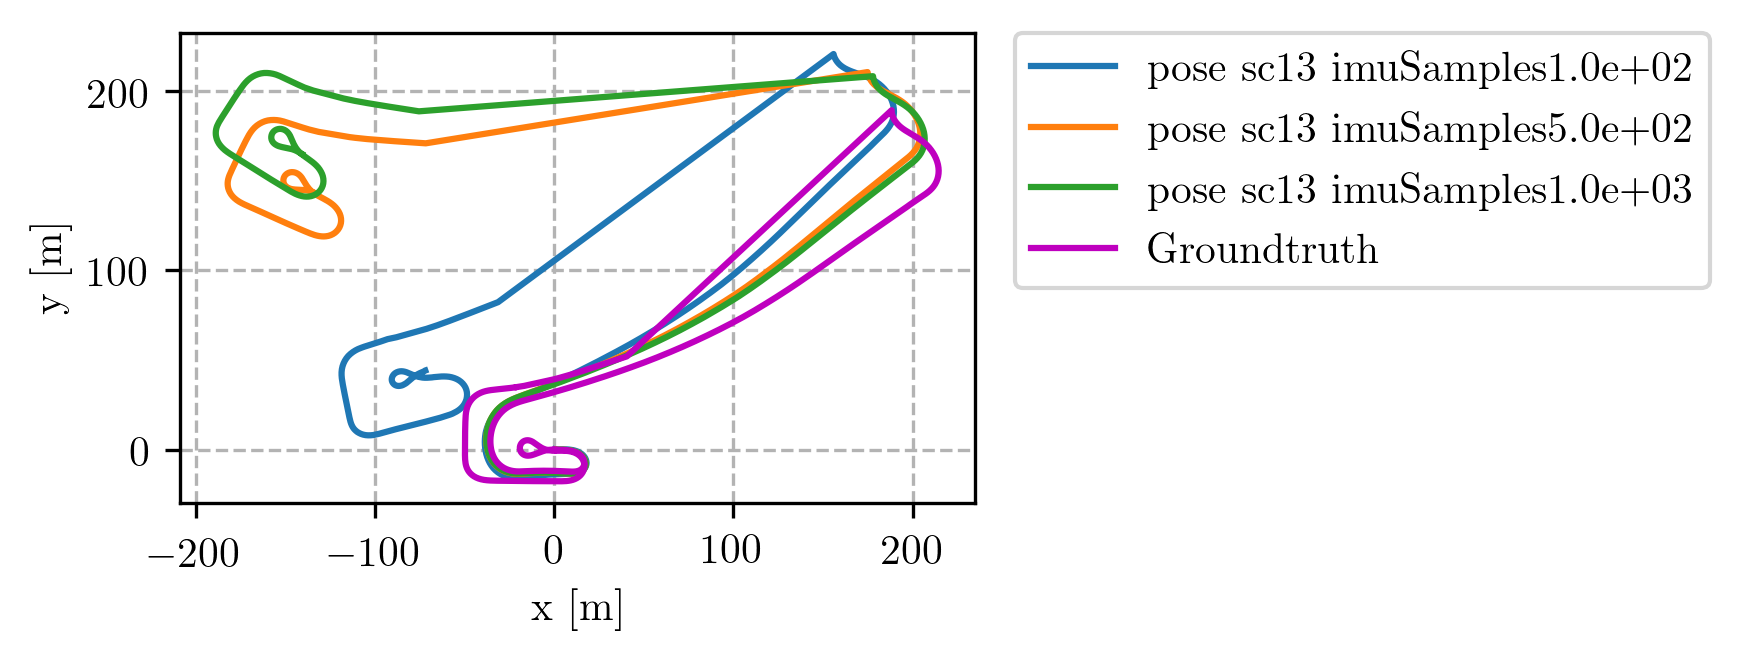 pose sc13 imuSamples1.0e+02
pose sc13 imuSamples5.0e+02
pose sc13 imuSamples1.0e+03
Groundtruth
y [m]
200
100
0
−200 −100 0 100 200
x [m]